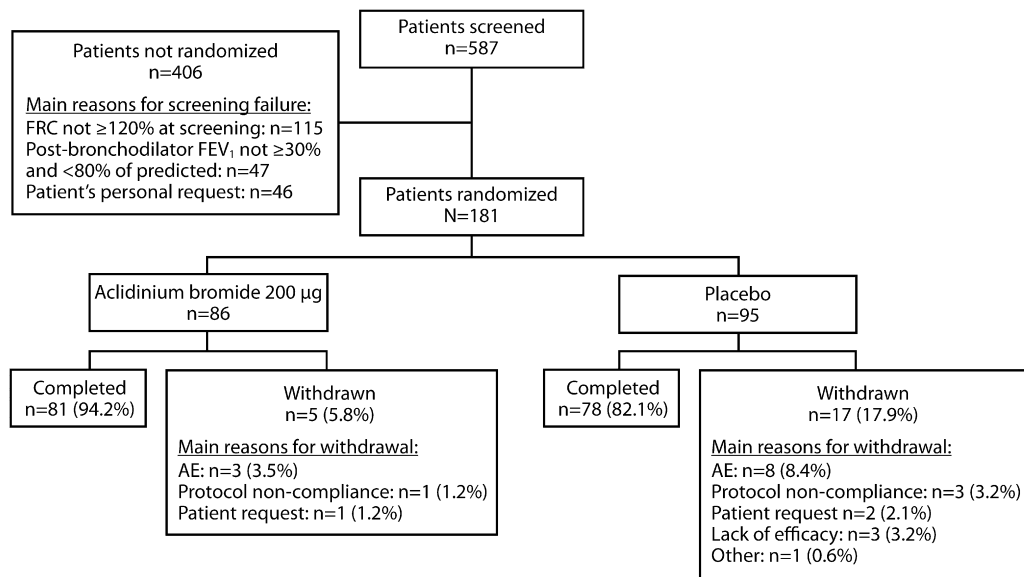 Patients screened
n=587
Patients not randomized
n=406
Main reasons for screening failure:
FRC not ≥120% at screening: n=115
Post-bronchodilator FEV₁ not ≥30%
and <80% of predicted: n=47
Patient's personal request: n=46
Patients randomized
N=181
Aclidinium bromide 200 µg
n=86
Placebo
n=95
Completed
n=81 (94.2%)
Withdrawn
n=5 (5.8%)
Main reasons for withdrawal:
AE: n=3 (3.5%)
Protocol non-compliance: n=1 (1.2%)
Patient request: n=1 (1.2%)
Completed
n=78 (82.1%)
Withdrawn
n=17 (17.9%)
Main reasons for withdrawal:
AE: n=8 (8.4%)
Protocol non-compliance: n=3 (3.2%)
Patient request n=2 (2.1%)
Lack of efficacy: n=3 (3.2%)
Other: n=1 (0.6%)